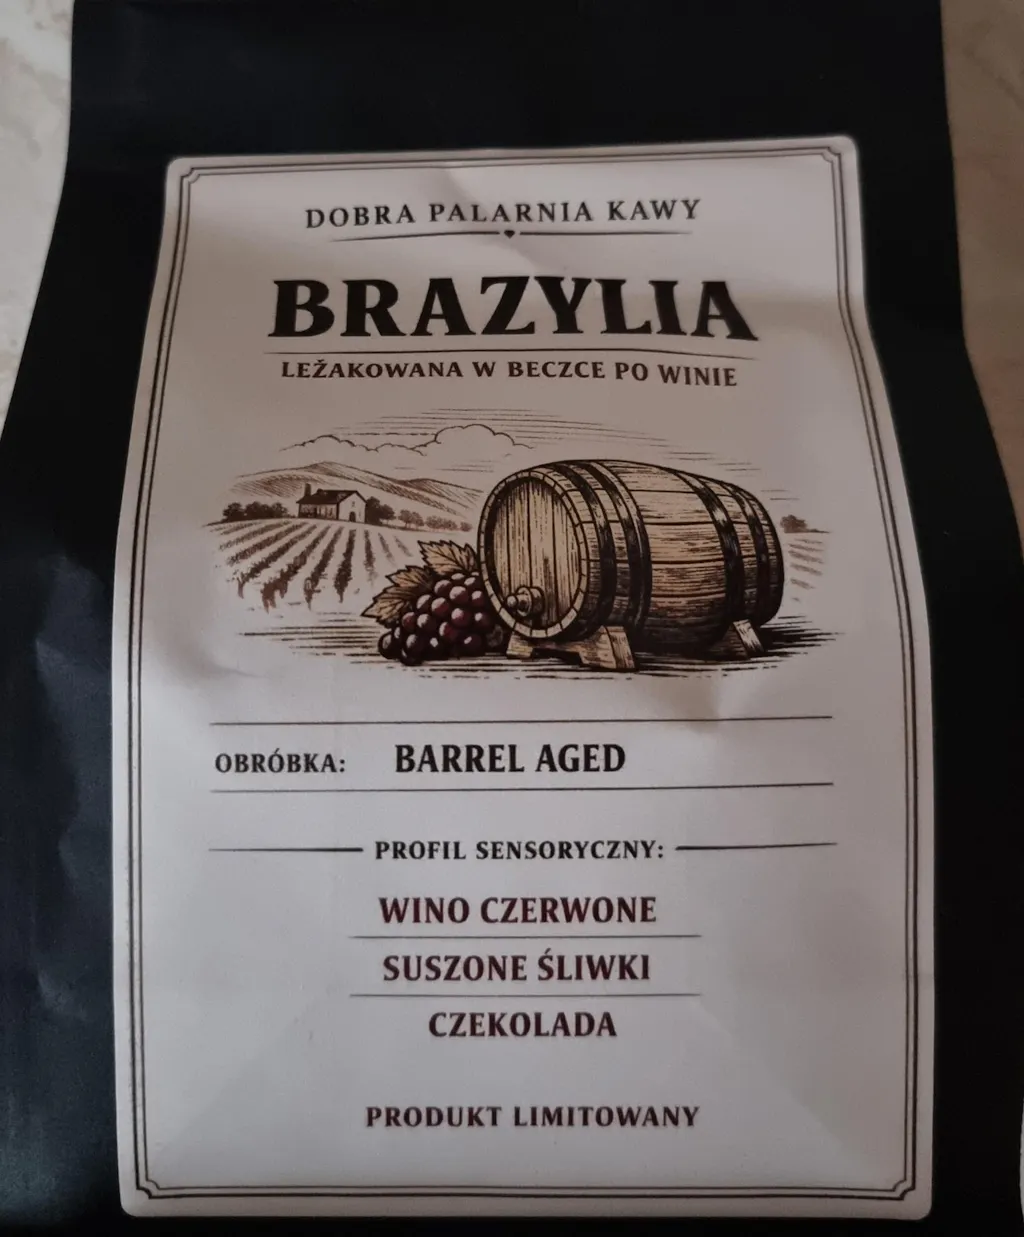 DOBRA PALARNIA KAWY
BRAZYLIA
LEŽAKOWANA W BECZCE PO WINIE
OBRÓBKA: BARREL AGED
PROFIL SENSORYCZNY:
WINO CZERWONE
SUSZONE ŚLIWKI
CZEKOLADA
PRODUKT LIMITOWANY